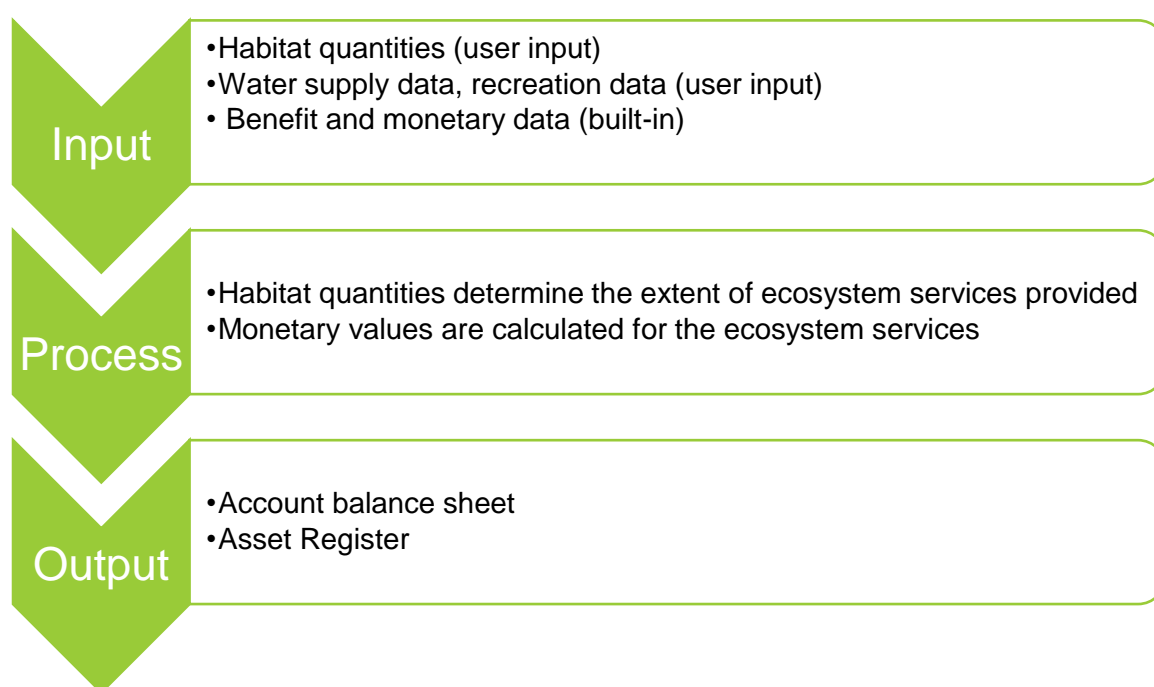 Input
•Habitat quantities (user input)
•Water supply data, recreation data (user input)
• Benefit and monetary data (built-in)
Process
•Habitat quantities determine the extent of ecosystem services provided
•Monetary values are calculated for the ecosystem services
Output
•Account balance sheet
•Asset Register